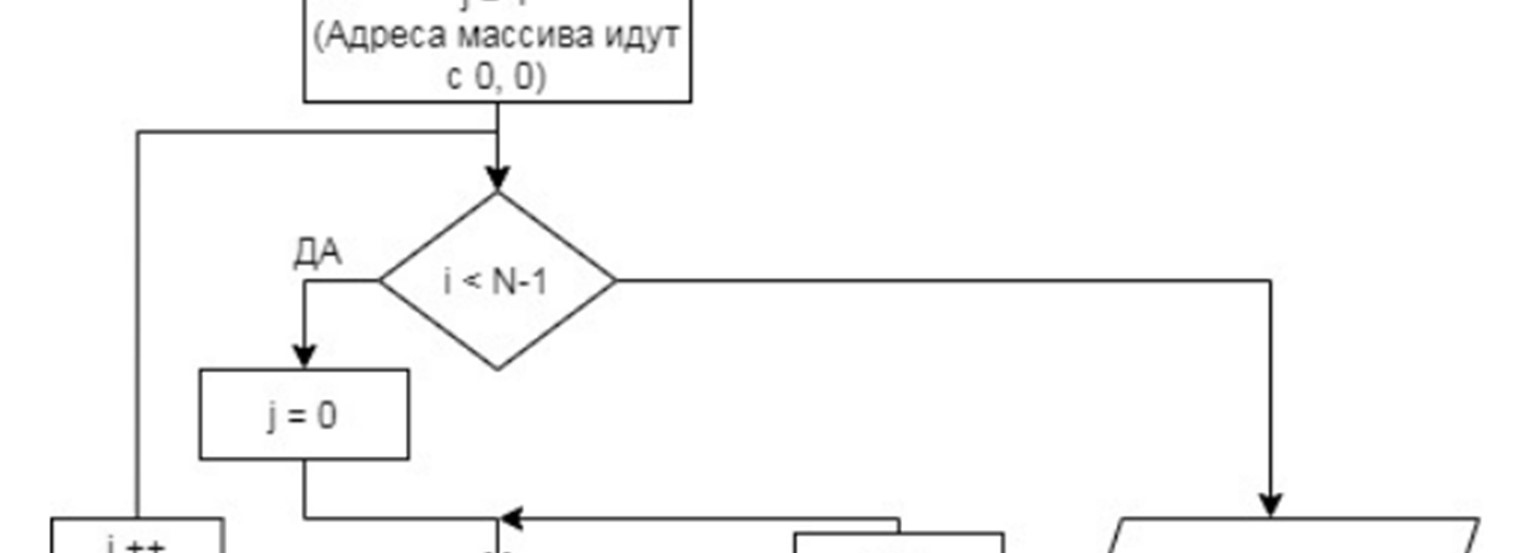 (Адреса массива идут
с 0, 0)
ДА
i < N-1
j = 0